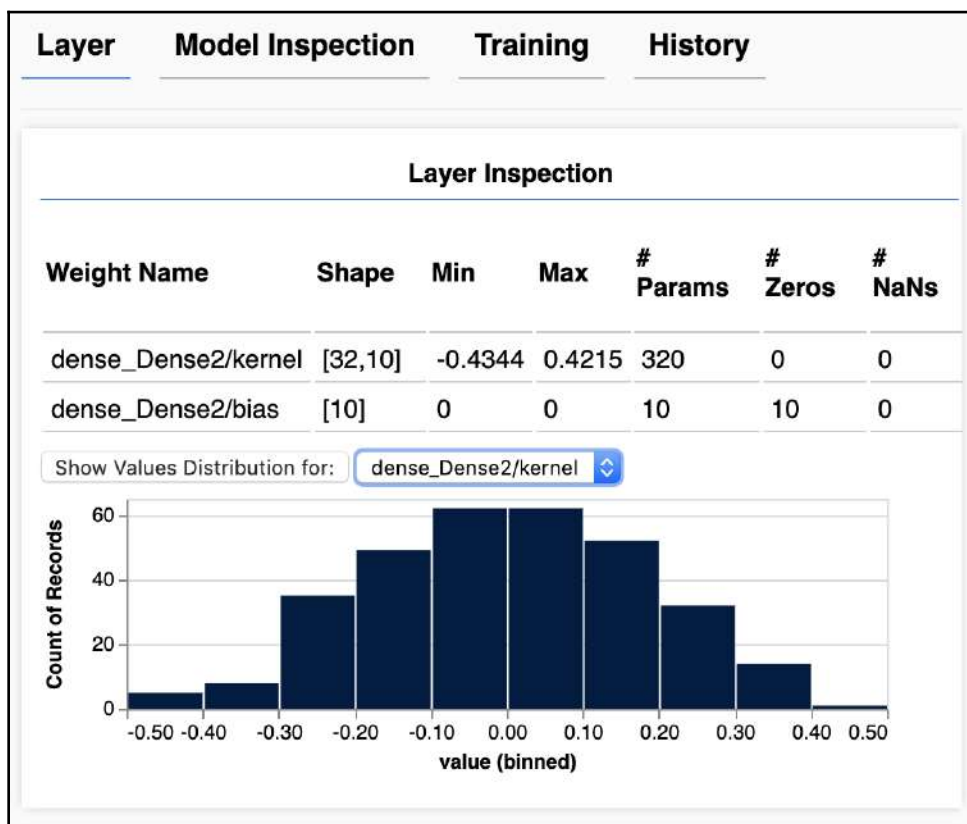 Layer Model Inspection Training History
Layer Inspection
Weight Name Shape Min Max # Params # Zeros # NaNs
dense_Dense2/kernel [32,10] -0.4344 0.4215 320 0 0
dense_Dense2/bias [10] 0 0 10 10 0
Show Values Distribution for: dense_Dense2/kernel
Count of Records
60
40
20
0
-0.50 -0.40 -0.30 -0.20 -0.10 0.00 0.10 0.20 0.30 0.40 0.50
value (binned)